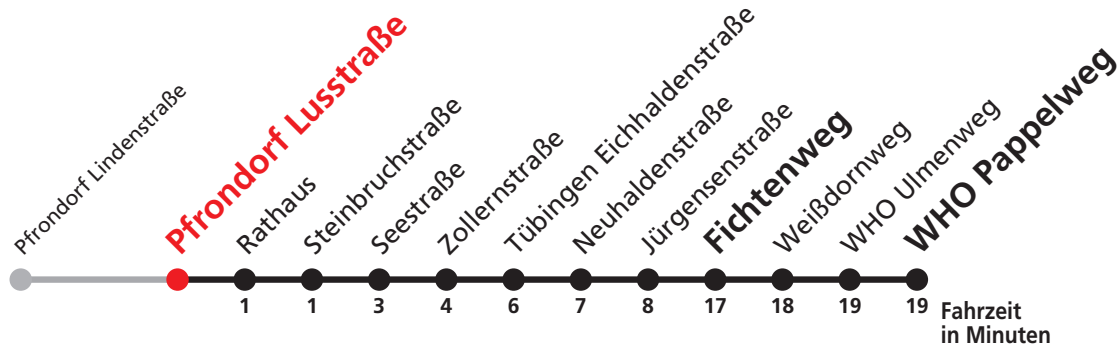 Pfrondorf Lindenstraße
Pfrondorf Lusstraße
Rathaus
Steinbruchstraße
Seestraße
Zollernstraße
Tübingen Eichhaldenstraße
Neuhaldenstraße
Jürgensenstraße
Fichtenweg
Weißdornweg
WHO Ulmenweg
WHO Pappelweg
1 1 3 4 6 7 8 17 18 19 19
Fahrzeit
in Minuten